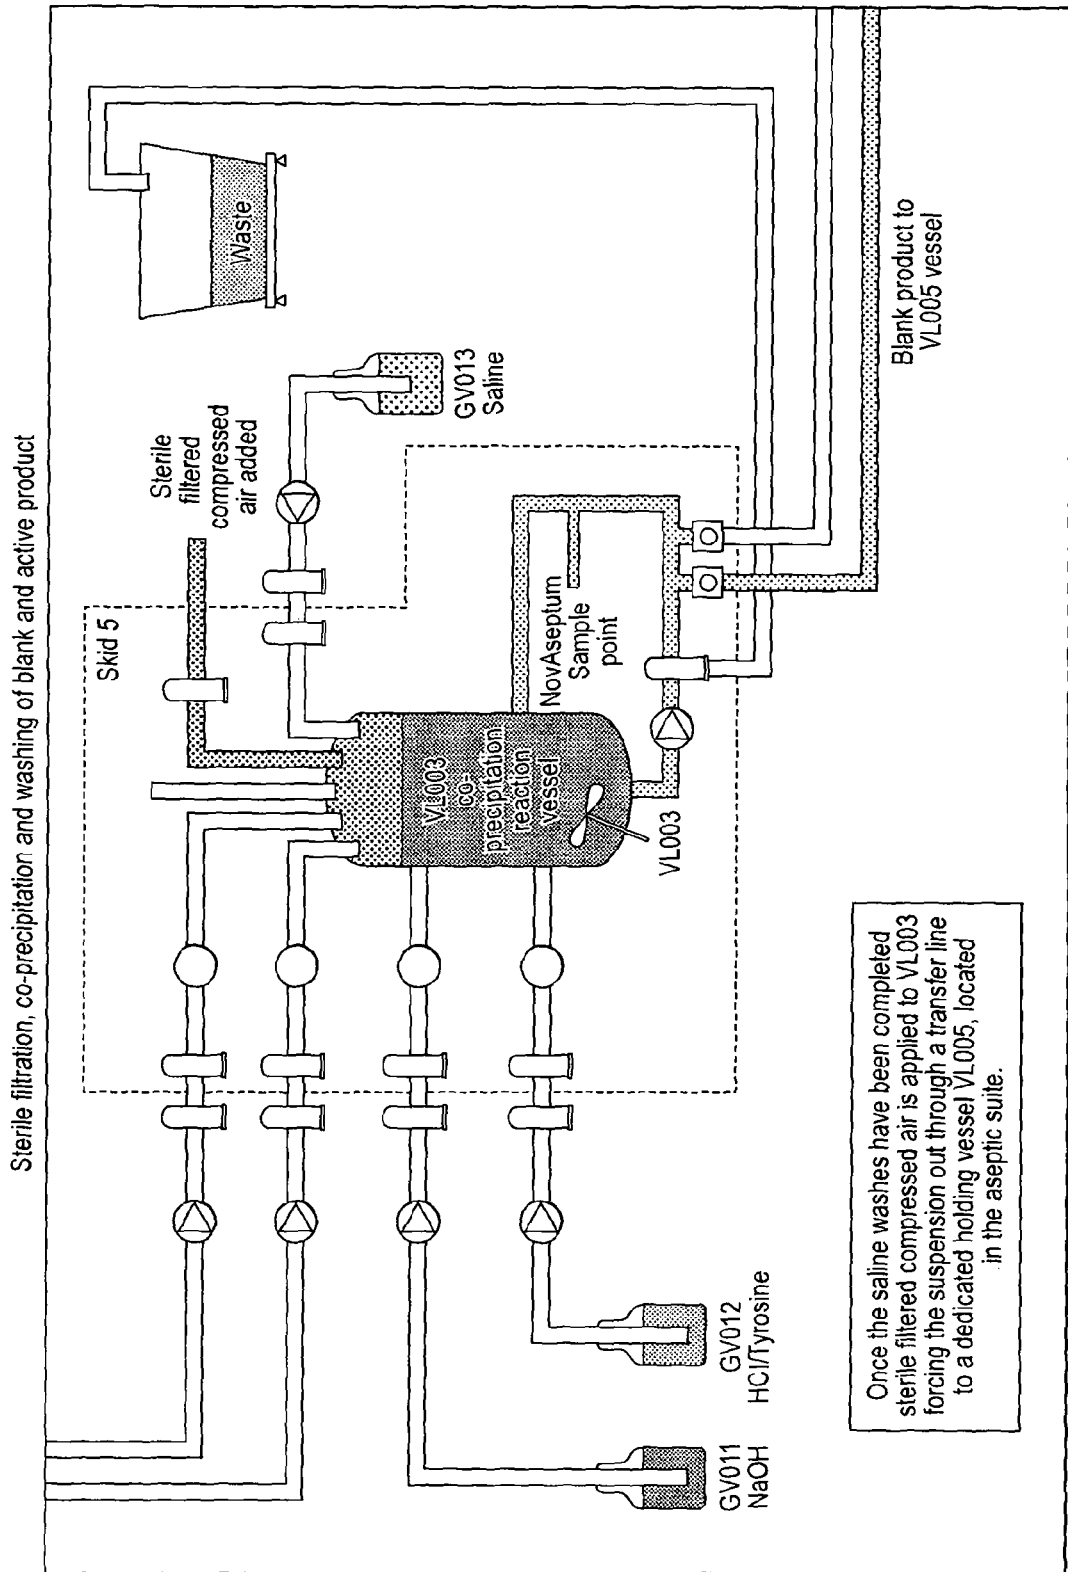 Sterile filtration, co-precipitation and washing of blank and active product
Skid 5
Sterile
filtered
compressed
air added
Waste
GV013
Saline
VL003
co-
precipitation
reaction
vessel
NovAseptum
Sample
point
VL003
Blank product to
VL005 vessel
GV011
NaOH
GV012
HCl/Tyrosine
Once the saline washes have been completed
sterile filtered compressed air is applied to VL003
forcing the suspension out through a transfer line
to a dedicated holding vessel VL005, located
in the aseptic suite.